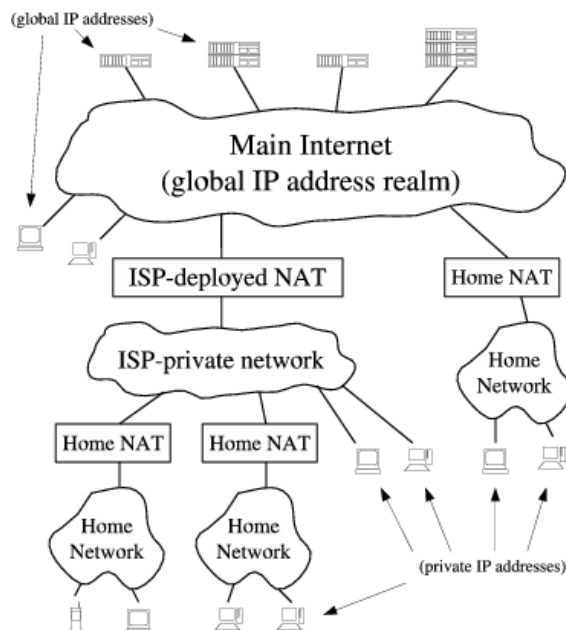 (global IP addresses)
Main Internet
(global IP address realm)
ISP-deployed NAT
Home NAT
ISP-private network
Home
Network
Home NAT
Home NAT
Home
Network
Home
Network
(private IP addresses)